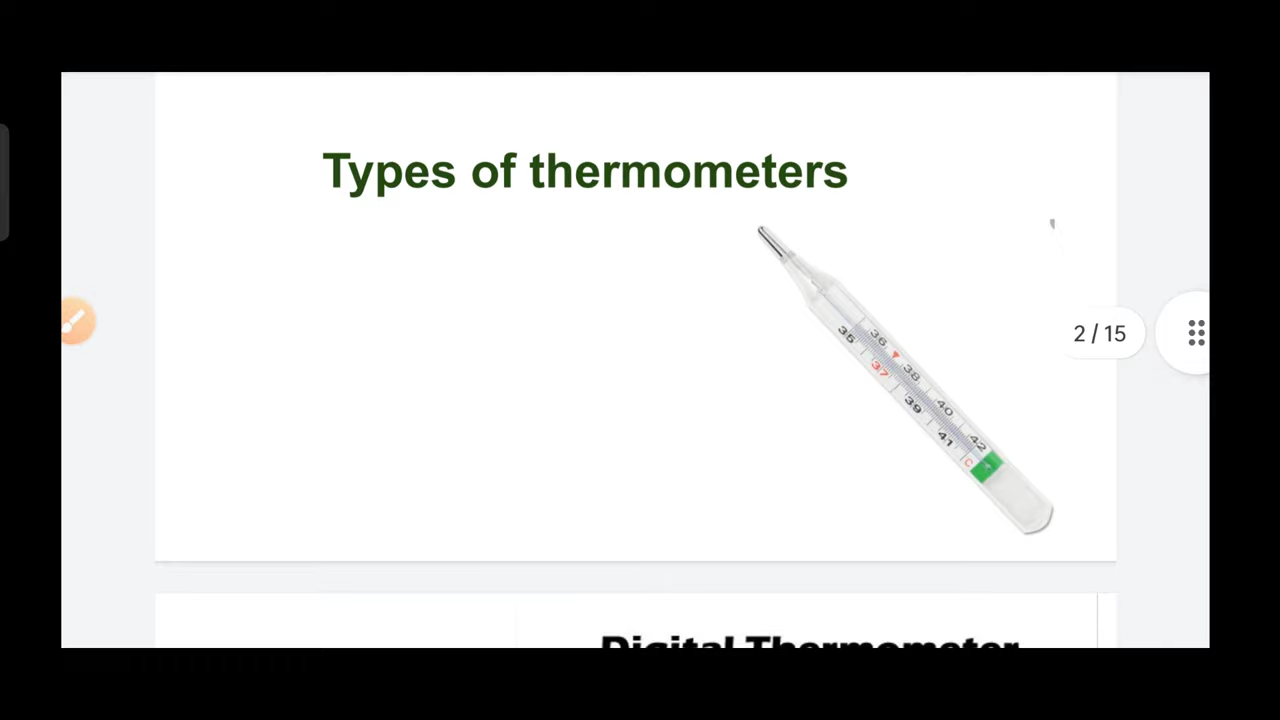 Types of thermometers
36
35
38
37
40
39
42
41
C
2 / 15
Digital Thermometer